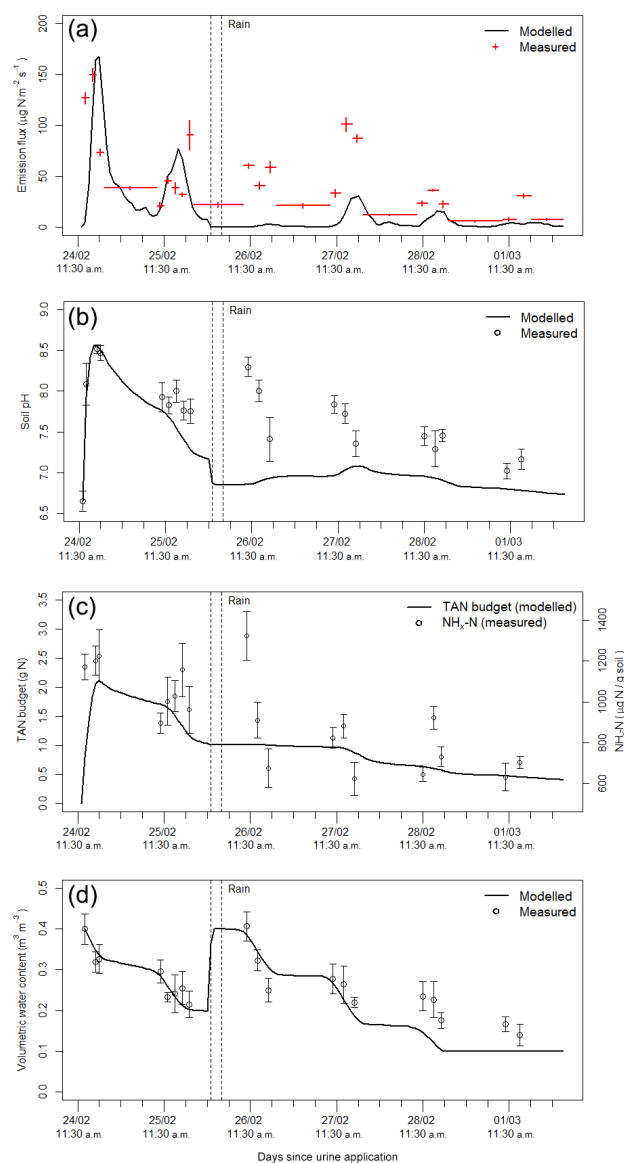 (a)
Rain
Modelled
Measured
Emission flux (µg N m⁻² s⁻¹)
200
150
100
50
0
24/02 25/02 26/02 27/02 28/02 01/03
11:30 a.m. 11:30 a.m. 11:30 a.m. 11:30 a.m. 11:30 a.m. 11:30 a.m.
(b)
Rain
Modelled
Measured
Soil pH
9.0
8.5
8.0
7.5
7.0
6.5
24/02 25/02 26/02 27/02 28/02 01/03
11:30 a.m. 11:30 a.m. 11:30 a.m. 11:30 a.m. 11:30 a.m. 11:30 a.m.
(c)
Rain
TAN budget (modelled)
NHₓ-N (measured)
TAN budget (g N)
3.5
3.0
2.5
2.0
1.5
1.0
0.5
0.0
1400
1200
1000
800
600
NHₓ-N (µg N / g soil)
24/02 25/02 26/02 27/02 28/02 01/03
11:30 a.m. 11:30 a.m. 11:30 a.m. 11:30 a.m. 11:30 a.m. 11:30 a.m.
(d)
Rain
Modelled
Measured
Volumetric water content (m³ m⁻³)
0.5
0.4
0.3
0.2
0.1
0.0
24/02 25/02 26/02 27/02 28/02 01/03
11:30 a.m. 11:30 a.m. 11:30 a.m. 11:30 a.m. 11:30 a.m. 11:30 a.m.
Days since urine application